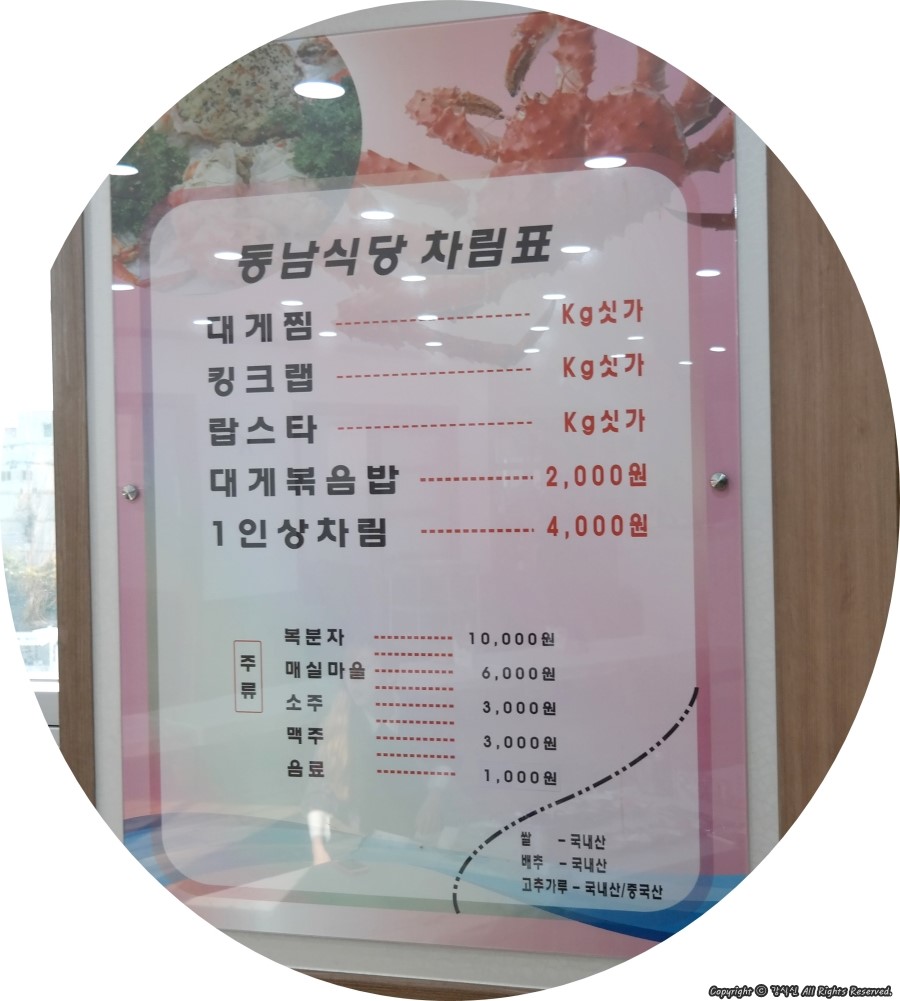 동남식당 차림표
대게찜 Kg싯가
킹크랩 Kg싯가
랍스타 Kg싯가
대게볶음밥 2,000원
1인상차림 4,000원
주류
복분자 10,000원
매실마을 6,000원
소주 3,000원
맥주 3,000원
음료 1,000원
쌀 - 국내산
배추 - 국내산
고추가루 - 국내산/중국산
Copyright ⓒ All Rights Reserved.